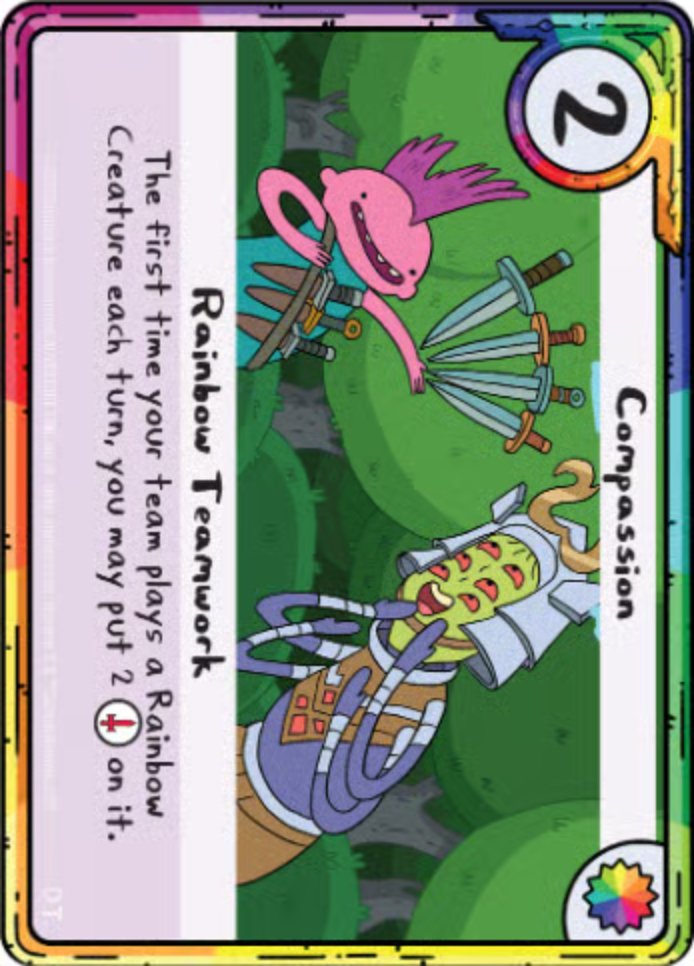 2
Compassion
Rainbow Teamwork
The first time your team plays a Rainbow
Creature each turn, you may put 2 on it.
DT